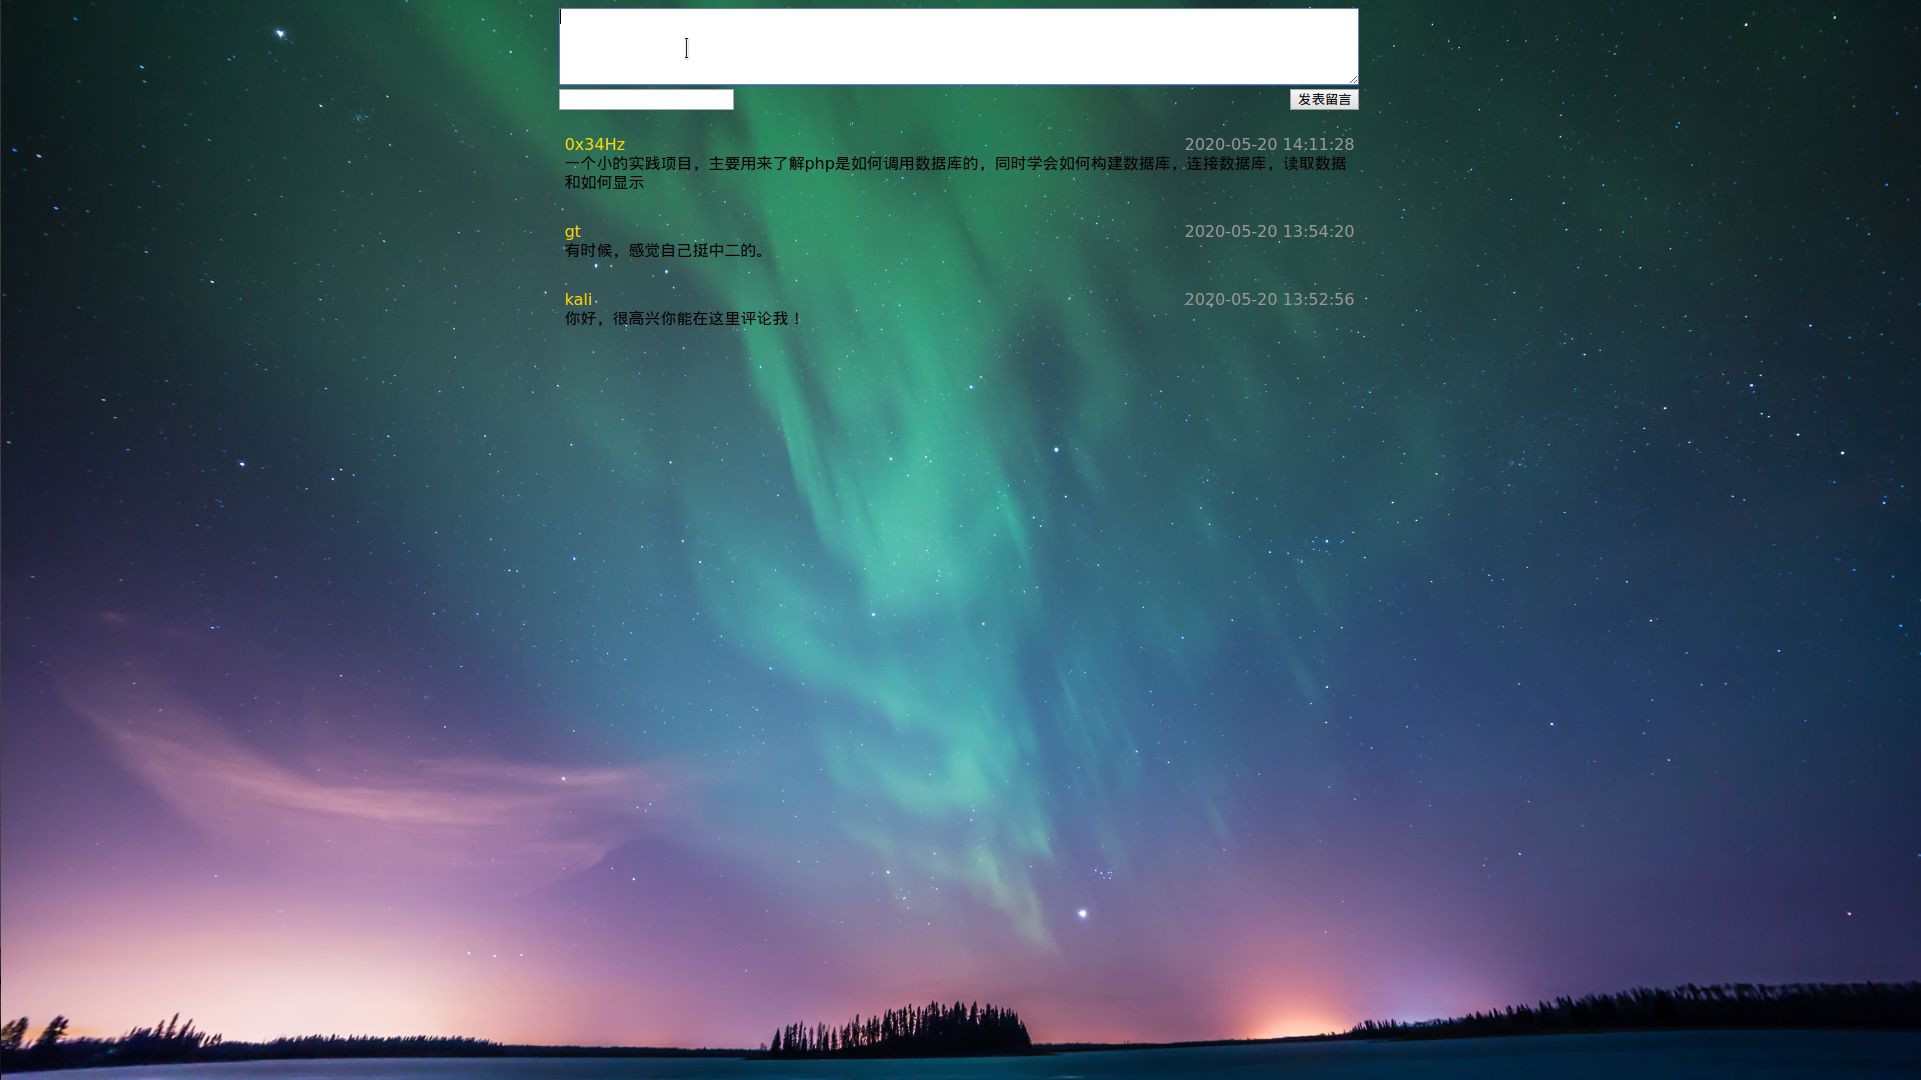 发表留言
0x34Hz 2020-05-20 14:11:28
一个小的实践项目，主要用来了解php是如何调用数据库的，同时学会如何构建数据库，连接数据库，读取数据
和如何显示
gt 2020-05-20 13:54:20
有时候，感觉自己挺中二的。
kali 2020-05-20 13:52:56
你好，很高兴你能在这里评论我！